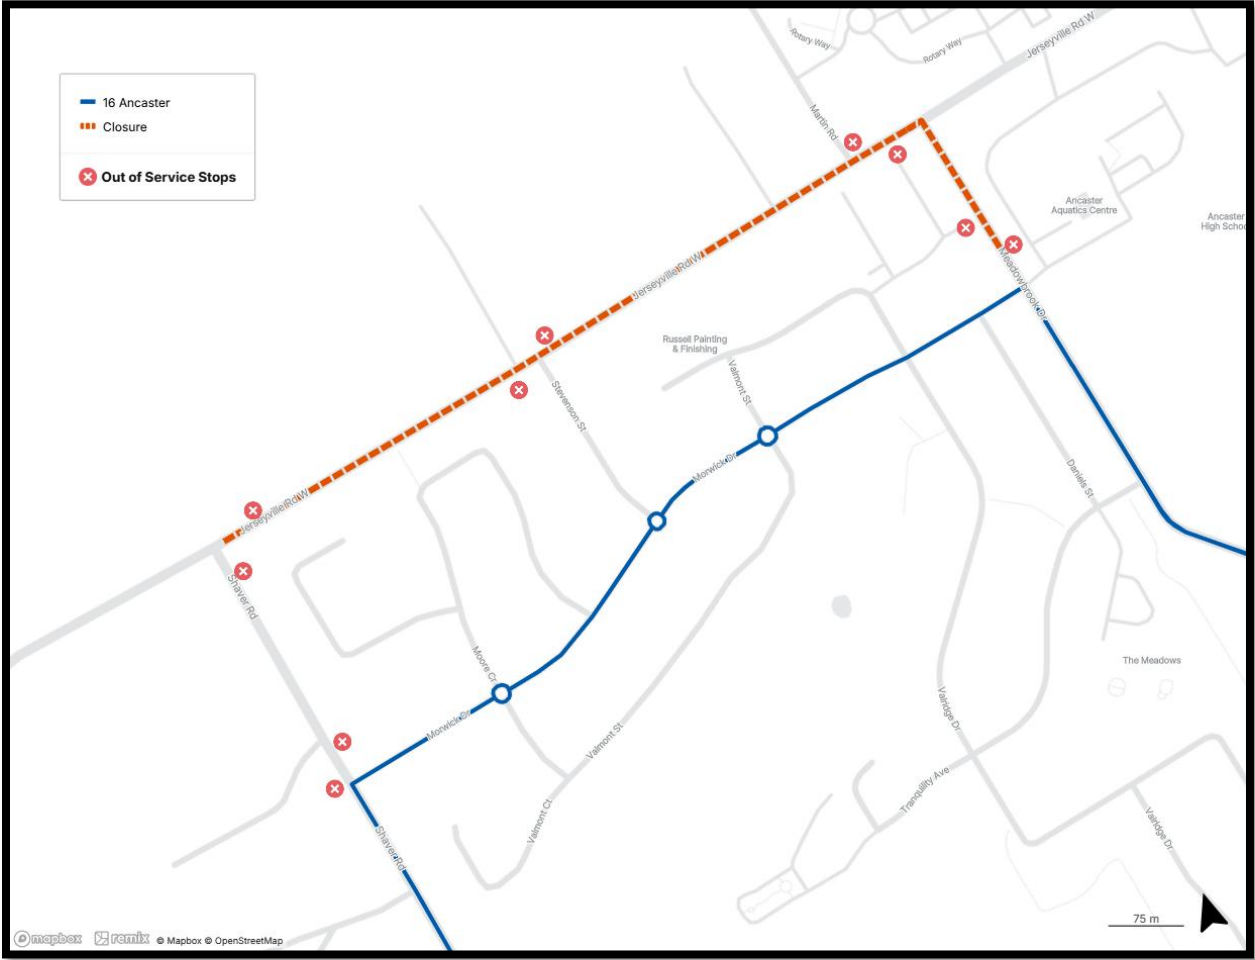 Rotary Way
Rotary Way
Jerseyville Rd W
16 Ancaster
Closure
Out of Service Stops
Martin Rd
Ancaster
Aquatics Centre
Ancaster
High Schoo
Meadowbrook Dr
Jerseyville Rd W
Russell Painting
& Finishing
Valmont St
Stevenson St
Morwick Dr
Daniels St
Jerseyville Rd W
Shaver Rd
Moore Cr
The Meadows
Morwick Dr
Valridge Dr
Valmont St
Tranquility Ave
Valmont Ct
Shaver Rd
Valridge Dr
75 m
mapbox remix © Mapbox © OpenStreetMap